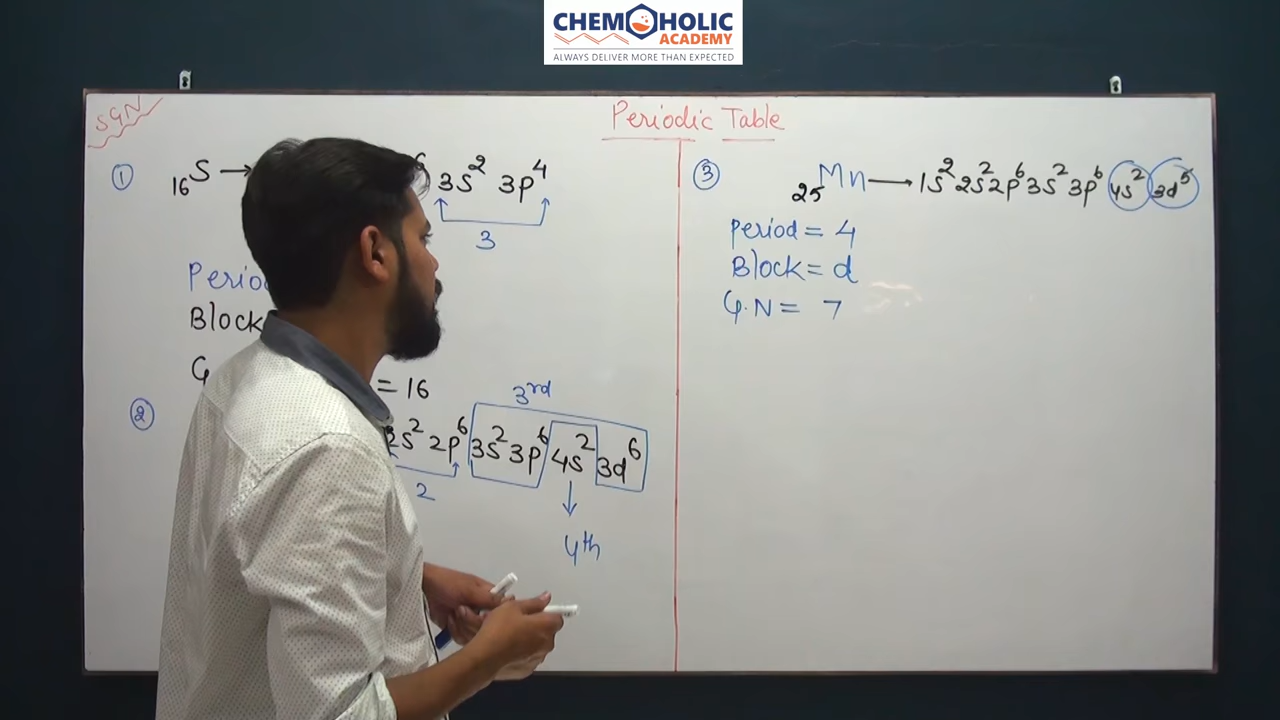 CHEMOHOLIC
ACADEMY
ALWAYS DELIVER MORE THAN EXPECTED
SGN
Periodic Table
① ₁₆S → 3s² 3p⁴
3
Perio
Block
G = 16
3rd
② 2s² 2p⁶ 3s² 3p⁶ 4s² 3d⁶
2
4th
③ ₂₅Mn → 1s² 2s² 2p⁶ 3s² 3p⁶ 4s² 3d⁵
Period = 4
Block = d
G.N = 7